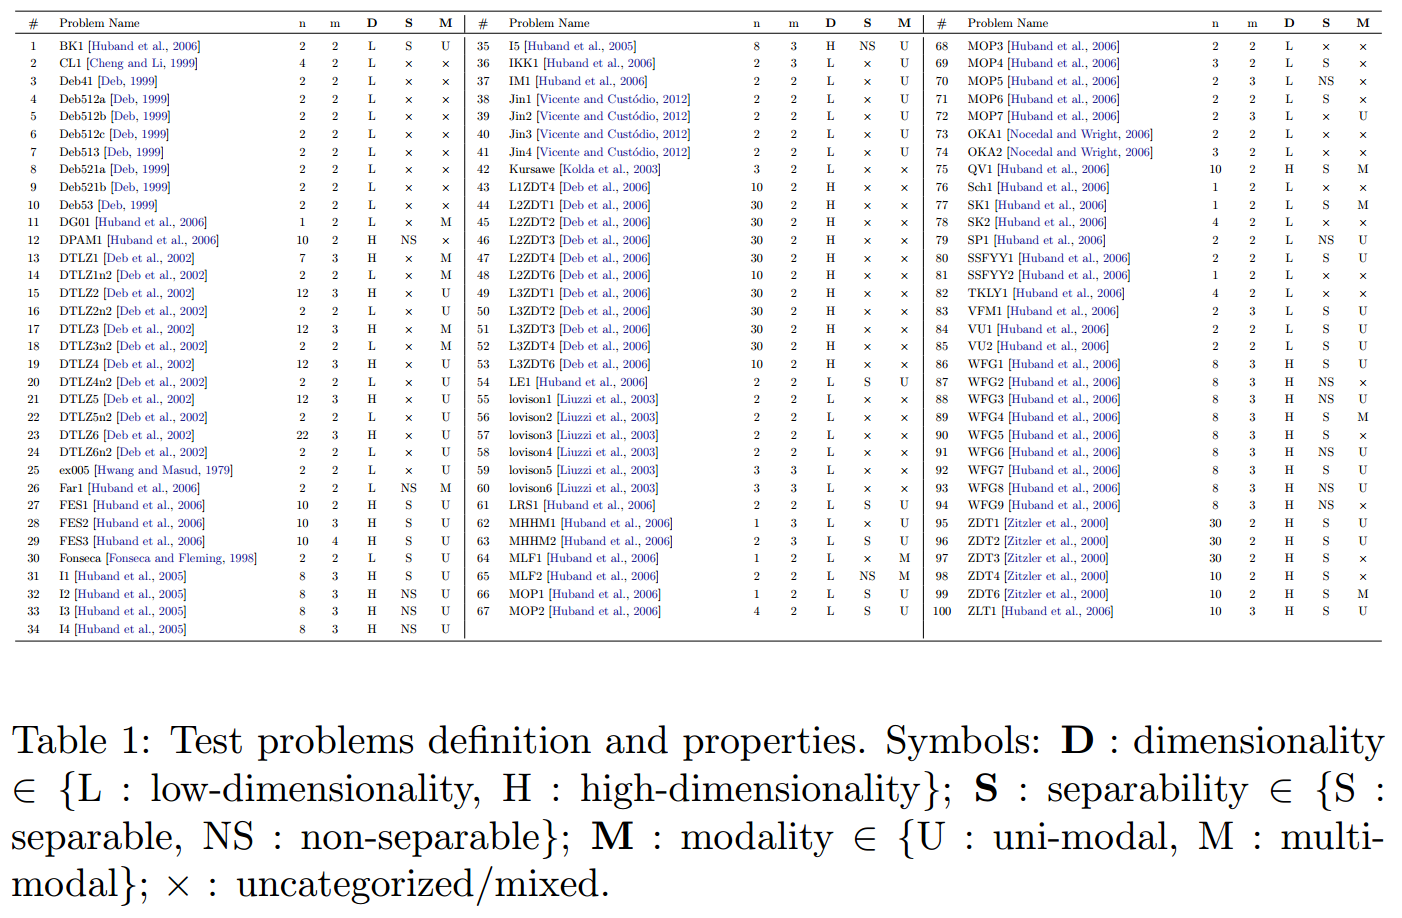 # Problem Name n m D S M # Problem Name n m D S M # Problem Name n m D S M
1 BK1 [Huband et al., 2006] 2 2 L S U 35 I5 [Huband et al., 2005] 8 3 H NS U 68 MOP3 [Huband et al., 2006] 2 2 L × ×
2 CL1 [Cheng and Li, 1999] 4 2 L × × 36 IKK1 [Huband et al., 2006] 2 3 L × U 69 MOP4 [Huband et al., 2006] 3 2 L S ×
3 Deb41 [Deb, 1999] 2 2 L × × 37 IM1 [Huband et al., 2006] 2 2 L × U 70 MOP5 [Huband et al., 2006] 2 3 L NS ×
4 Deb512a [Deb, 1999] 2 2 L × × 38 Jin1 [Vicente and Custódio, 2012] 2 2 L × U 71 MOP6 [Huband et al., 2006] 2 2 L S ×
5 Deb512b [Deb, 1999] 2 2 L × × 39 Jin2 [Vicente and Custódio, 2012] 2 2 L × U 72 MOP7 [Huband et al., 2006] 2 3 L × U
6 Deb512c [Deb, 1999] 2 2 L × × 40 Jin3 [Vicente and Custódio, 2012] 2 2 L × U 73 OKA1 [Nocedal and Wright, 2006] 2 2 L × ×
7 Deb513 [Deb, 1999] 2 2 L × × 41 Jin4 [Vicente and Custódio, 2012] 2 2 L × U 74 OKA2 [Nocedal and Wright, 2006] 3 2 L × ×
8 Deb521a [Deb, 1999] 2 2 L × × 42 Kursawe [Kolda et al., 2003] 3 2 L × × 75 QV1 [Huband et al., 2006] 10 2 H S M
9 Deb521b [Deb, 1999] 2 2 L × × 43 L1ZDT4 [Deb et al., 2006] 10 2 H × × 76 Sch1 [Huband et al., 2006] 1 2 L × ×
10 Deb53 [Deb, 1999] 2 2 L × × 44 L2ZDT1 [Deb et al., 2006] 30 2 H × × 77 SK1 [Huband et al., 2006] 1 2 L S M
11 DG01 [Huband et al., 2006] 1 2 L × M 45 L2ZDT2 [Deb et al., 2006] 30 2 H × × 78 SK2 [Huband et al., 2006] 4 2 L × ×
12 DPAM1 [Huband et al., 2006] 10 2 H NS × 46 L2ZDT3 [Deb et al., 2006] 30 2 H × × 79 SP1 [Huband et al., 2006] 2 2 L NS U
13 DTLZ1 [Deb et al., 2002] 7 3 H × M 47 L2ZDT4 [Deb et al., 2006] 30 2 H × × 80 SSFYY1 [Huband et al., 2006] 2 2 L S U
14 DTLZ1n2 [Deb et al., 2002] 2 2 L × M 48 L2ZDT6 [Deb et al., 2006] 10 2 H × × 81 SSFYY2 [Huband et al., 2006] 1 2 L × ×
15 DTLZ2 [Deb et al., 2002] 12 3 H × U 49 L3ZDT1 [Deb et al., 2006] 30 2 H × × 82 TKLY1 [Huband et al., 2006] 4 2 L × ×
16 DTLZ2n2 [Deb et al., 2002] 2 2 L × U 50 L3ZDT2 [Deb et al., 2006] 30 2 H × × 83 VFM1 [Huband et al., 2006] 2 3 L S U
17 DTLZ3 [Deb et al., 2002] 12 3 H × M 51 L3ZDT3 [Deb et al., 2006] 30 2 H × × 84 VU1 [Huband et al., 2006] 2 2 L S U
18 DTLZ3n2 [Deb et al., 2002] 2 2 L × M 52 L3ZDT4 [Deb et al., 2006] 30 2 H × × 85 VU2 [Huband et al., 2006] 2 2 L S U
19 DTLZ4 [Deb et al., 2002] 12 3 H × U 53 L3ZDT6 [Deb et al., 2006] 10 2 H × × 86 WFG1 [Huband et al., 2006] 8 3 H S U
20 DTLZ4n2 [Deb et al., 2002] 2 2 L × U 54 LE1 [Huband et al., 2006] 2 2 L S U 87 WFG2 [Huband et al., 2006] 8 3 H NS ×
21 DTLZ5 [Deb et al., 2002] 12 3 H × U 55 lovison1 [Liuzzi et al., 2003] 2 2 L × × 88 WFG3 [Huband et al., 2006] 8 3 H NS U
22 DTLZ5n2 [Deb et al., 2002] 2 2 L × U 56 lovison2 [Liuzzi et al., 2003] 2 2 L × × 89 WFG4 [Huband et al., 2006] 8 3 H S M
23 DTLZ6 [Deb et al., 2002] 22 3 H × U 57 lovison3 [Liuzzi et al., 2003] 2 2 L × × 90 WFG5 [Huband et al., 2006] 8 3 H S ×
24 DTLZ6n2 [Deb et al., 2002] 2 2 L × U 58 lovison4 [Liuzzi et al., 2003] 2 2 L × × 91 WFG6 [Huband et al., 2006] 8 3 H NS U
25 ex005 [Hwang and Masud, 1979] 2 2 L × U 59 lovison5 [Liuzzi et al., 2003] 3 3 L × × 92 WFG7 [Huband et al., 2006] 8 3 H S U
26 Far1 [Huband et al., 2006] 2 2 L NS M 60 lovison6 [Liuzzi et al., 2003] 3 3 L × × 93 WFG8 [Huband et al., 2006] 8 3 H NS U
27 FES1 [Huband et al., 2006] 10 2 H S U 61 LRS1 [Huband et al., 2006] 2 2 L S U 94 WFG9 [Huband et al., 2006] 8 3 H NS ×
28 FES2 [Huband et al., 2006] 10 3 H S U 62 MHHM1 [Huband et al., 2006] 1 3 L × U 95 ZDT1 [Zitzler et al., 2000] 30 2 H S U
29 FES3 [Huband et al., 2006] 10 4 H S U 63 MHHM2 [Huband et al., 2006] 2 3 L S U 96 ZDT2 [Zitzler et al., 2000] 30 2 H S U
30 Fonseca [Fonseca and Fleming, 1998] 2 2 L S U 64 MLF1 [Huband et al., 2006] 1 2 L × M 97 ZDT3 [Zitzler et al., 2000] 30 2 H S ×
31 I1 [Huband et al., 2005] 8 3 H S U 65 MLF2 [Huband et al., 2006] 2 2 L NS M 98 ZDT4 [Zitzler et al., 2000] 10 2 H S ×
32 I2 [Huband et al., 2005] 8 3 H NS U 66 MOP1 [Huband et al., 2006] 1 2 L S U 99 ZDT6 [Zitzler et al., 2000] 10 2 H S M
33 I3 [Huband et al., 2005] 8 3 H NS U 67 MOP2 [Huband et al., 2006] 4 2 L S U 100 ZLT1 [Huband et al., 2006] 10 3 H S U
34 I4 [Huband et al., 2005] 8 3 H NS U
Table 1: Test problems definition and properties. Symbols: D : dimensionality
∈ {L : low-dimensionality, H : high-dimensionality}; S : separability ∈ {S :
separable, NS : non-separable}; M : modality ∈ {U : uni-modal, M : multi-
modal}; × : uncategorized/mixed.